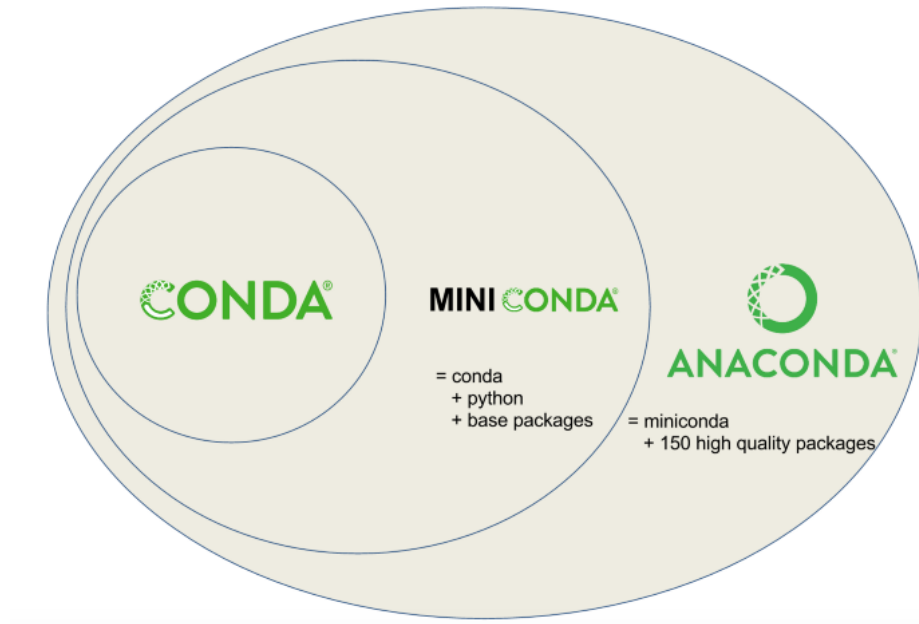 CONDA®
MINI CONDA®
= conda
+ python
+ base packages
ANACONDA®
= miniconda
+ 150 high quality packages